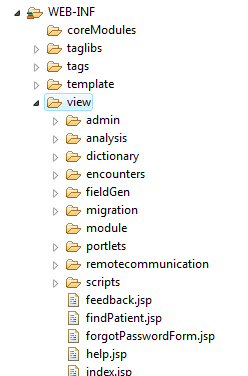 WEB-INF
coreModules
taglibs
tags
template
view
admin
analysis
dictionary
encounters
fieldGen
migration
module
portlets
remotecommunication
scripts
feedback.jsp
findPatient.jsp
forgotPasswordForm.jsp
help.jsp
index.jsp